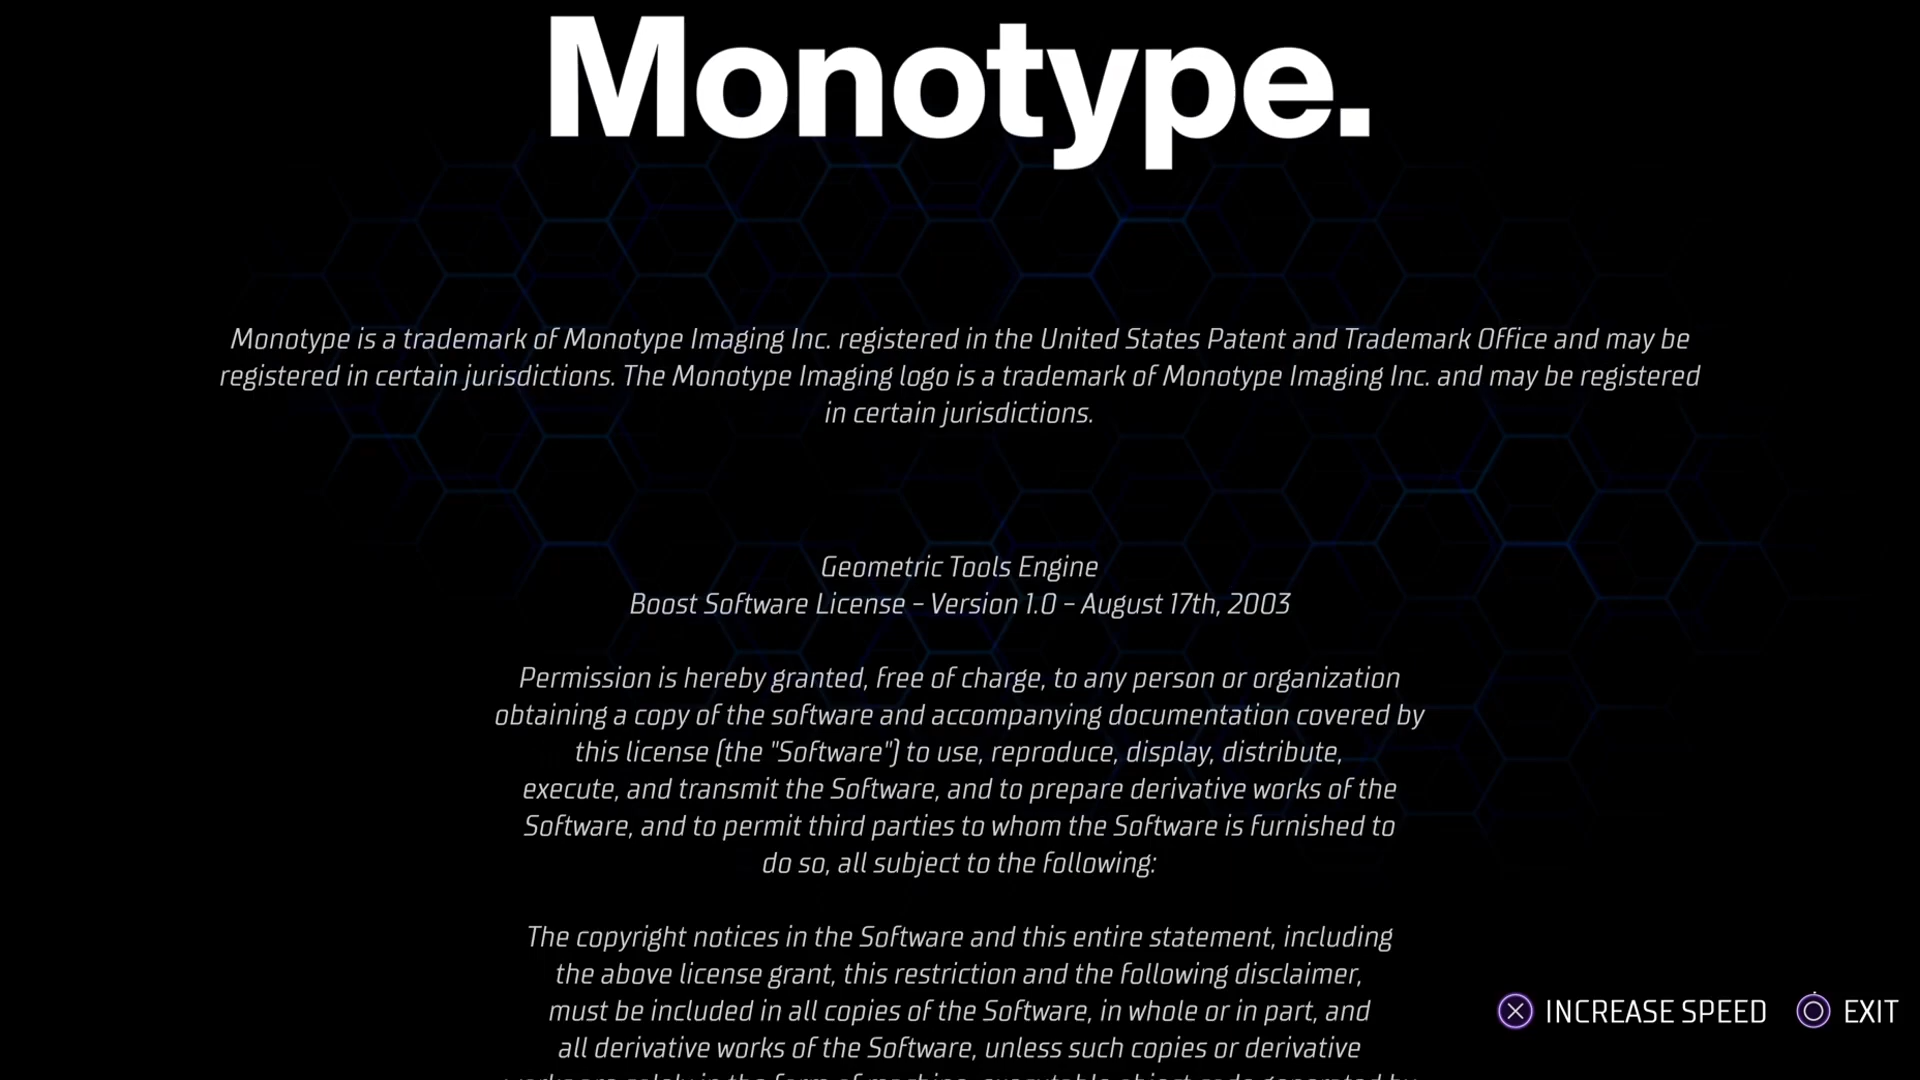 Monotype.
Monotype is a trademark of Monotype Imaging Inc. registered in the United States Patent and Trademark Office and may be
registered in certain jurisdictions. The Monotype Imaging logo is a trademark of Monotype Imaging Inc. and may be registered
in certain jurisdictions.
Geometric Tools Engine
Boost Software License – Version 1.0 – August 17th, 2003
Permission is hereby granted, free of charge, to any person or organization
obtaining a copy of the software and accompanying documentation covered by
this license (the "Software") to use, reproduce, display, distribute,
execute, and transmit the Software, and to prepare derivative works of the
Software, and to permit third parties to whom the Software is furnished to
do so, all subject to the following:
The copyright notices in the Software and this entire statement, including
the above license grant, this restriction and the following disclaimer,
must be included in all copies of the Software, in whole or in part, and
all derivative works of the Software, unless such copies or derivative
INCREASE SPEED
EXIT